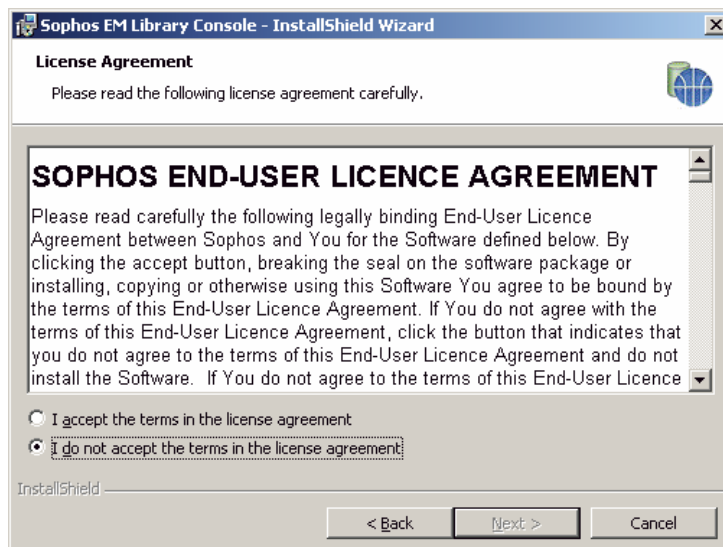 Sophos EM Library Console - InstallShield Wizard
License Agreement
Please read the following license agreement carefully.
SOPHOS END-USER LICENCE AGREEMENT
Please read carefully the following legally binding End-User Licence
Agreement between Sophos and You for the Software defined below. By
clicking the accept button, breaking the seal on the software package or
installing, copying or otherwise using this Software You agree to be bound by
the terms of this End-User Licence Agreement. If You do not agree with the
terms of this End-User Licence Agreement, click the button that indicates that
you do not agree to the terms of this End-User Licence Agreement and do not
install the Software. If You do not agree to the terms of this End-User Licence
I accept the terms in the license agreement
I do not accept the terms in the license agreement
InstallShield
< Back
Next >
Cancel